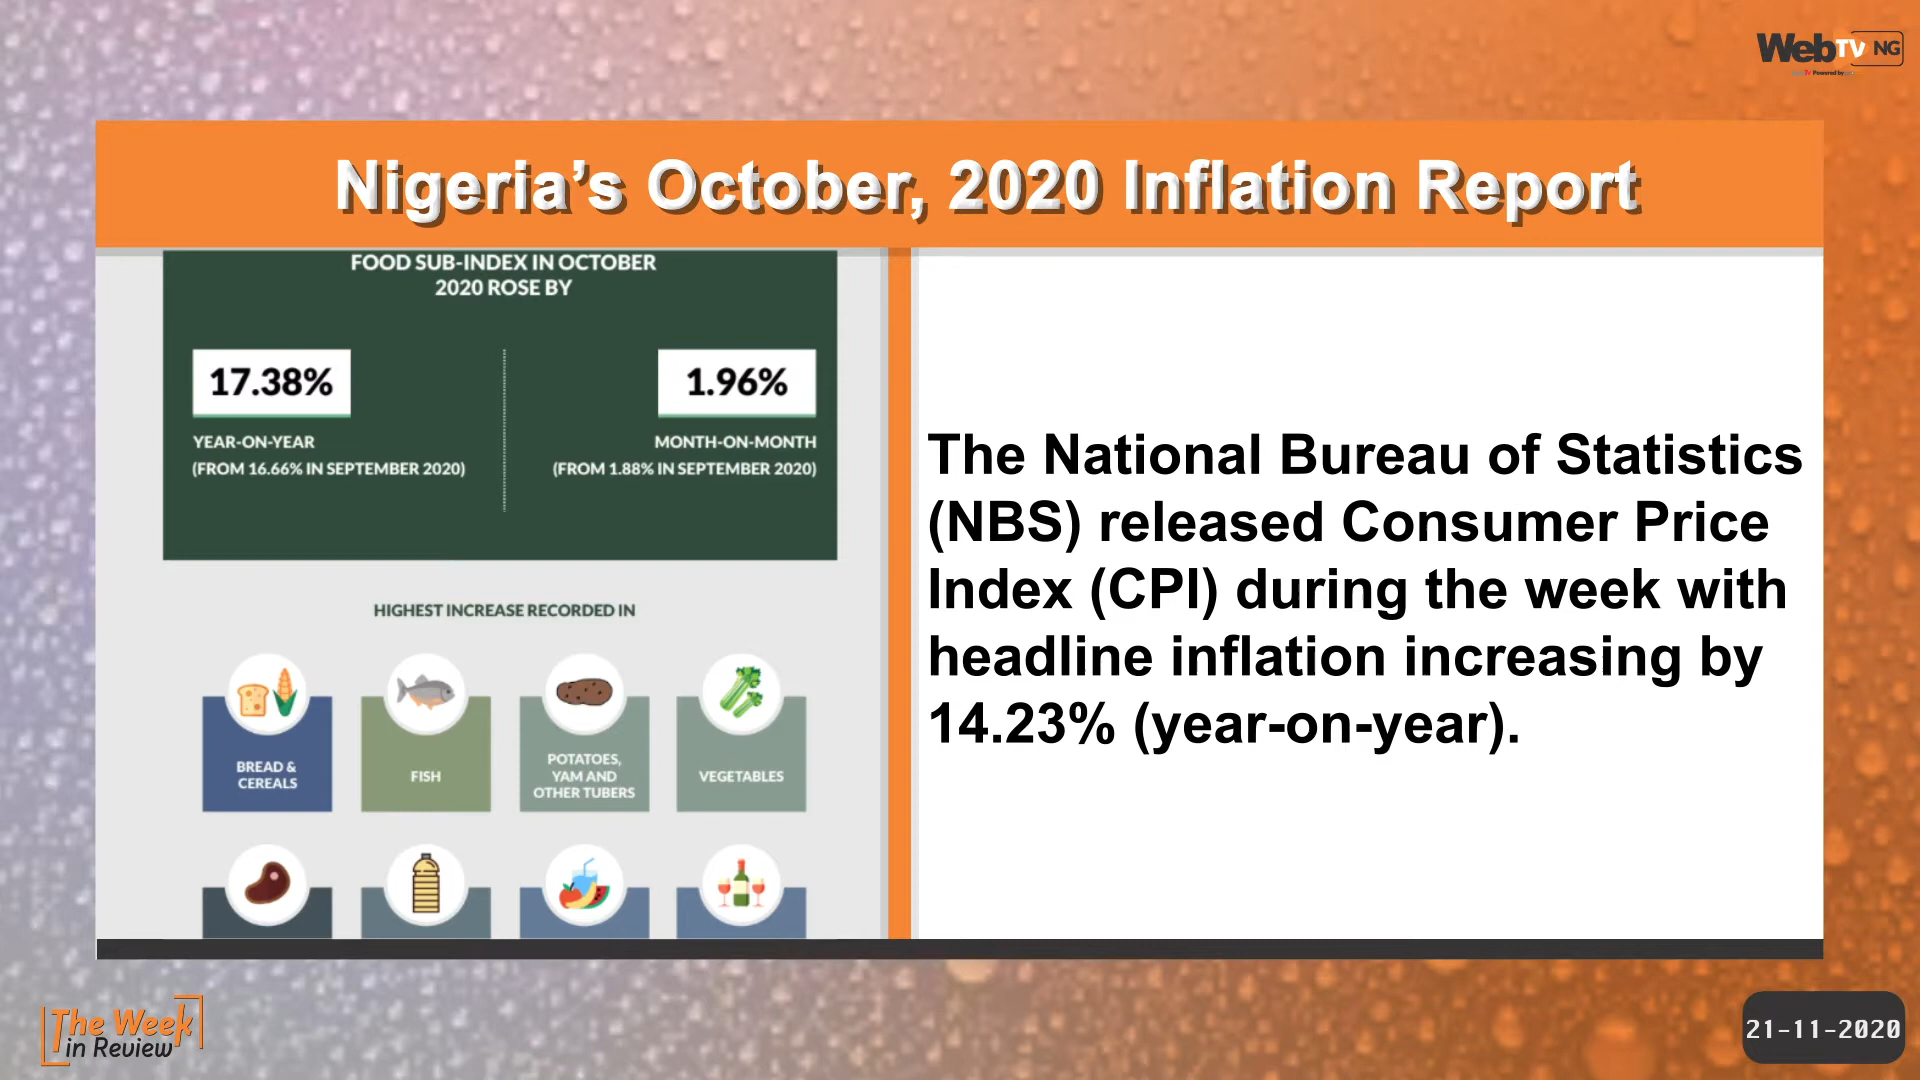 WebTV NG
Powered by
Nigeria’s October, 2020 Inflation Report
FOOD SUB-INDEX IN OCTOBER
2020 ROSE BY
17.38%
YEAR-ON-YEAR
(FROM 16.66% IN SEPTEMBER 2020)
1.96%
MONTH-ON-MONTH
(FROM 1.88% IN SEPTEMBER 2020)
HIGHEST INCREASE RECORDED IN
BREAD &
CEREALS
FISH
POTATOES,
YAM AND
OTHER TUBERS
VEGETABLES
The National Bureau of Statistics
(NBS) released Consumer Price
Index (CPI) during the week with
headline inflation increasing by
14.23% (year-on-year).
The Week
in Review
21-11-2020